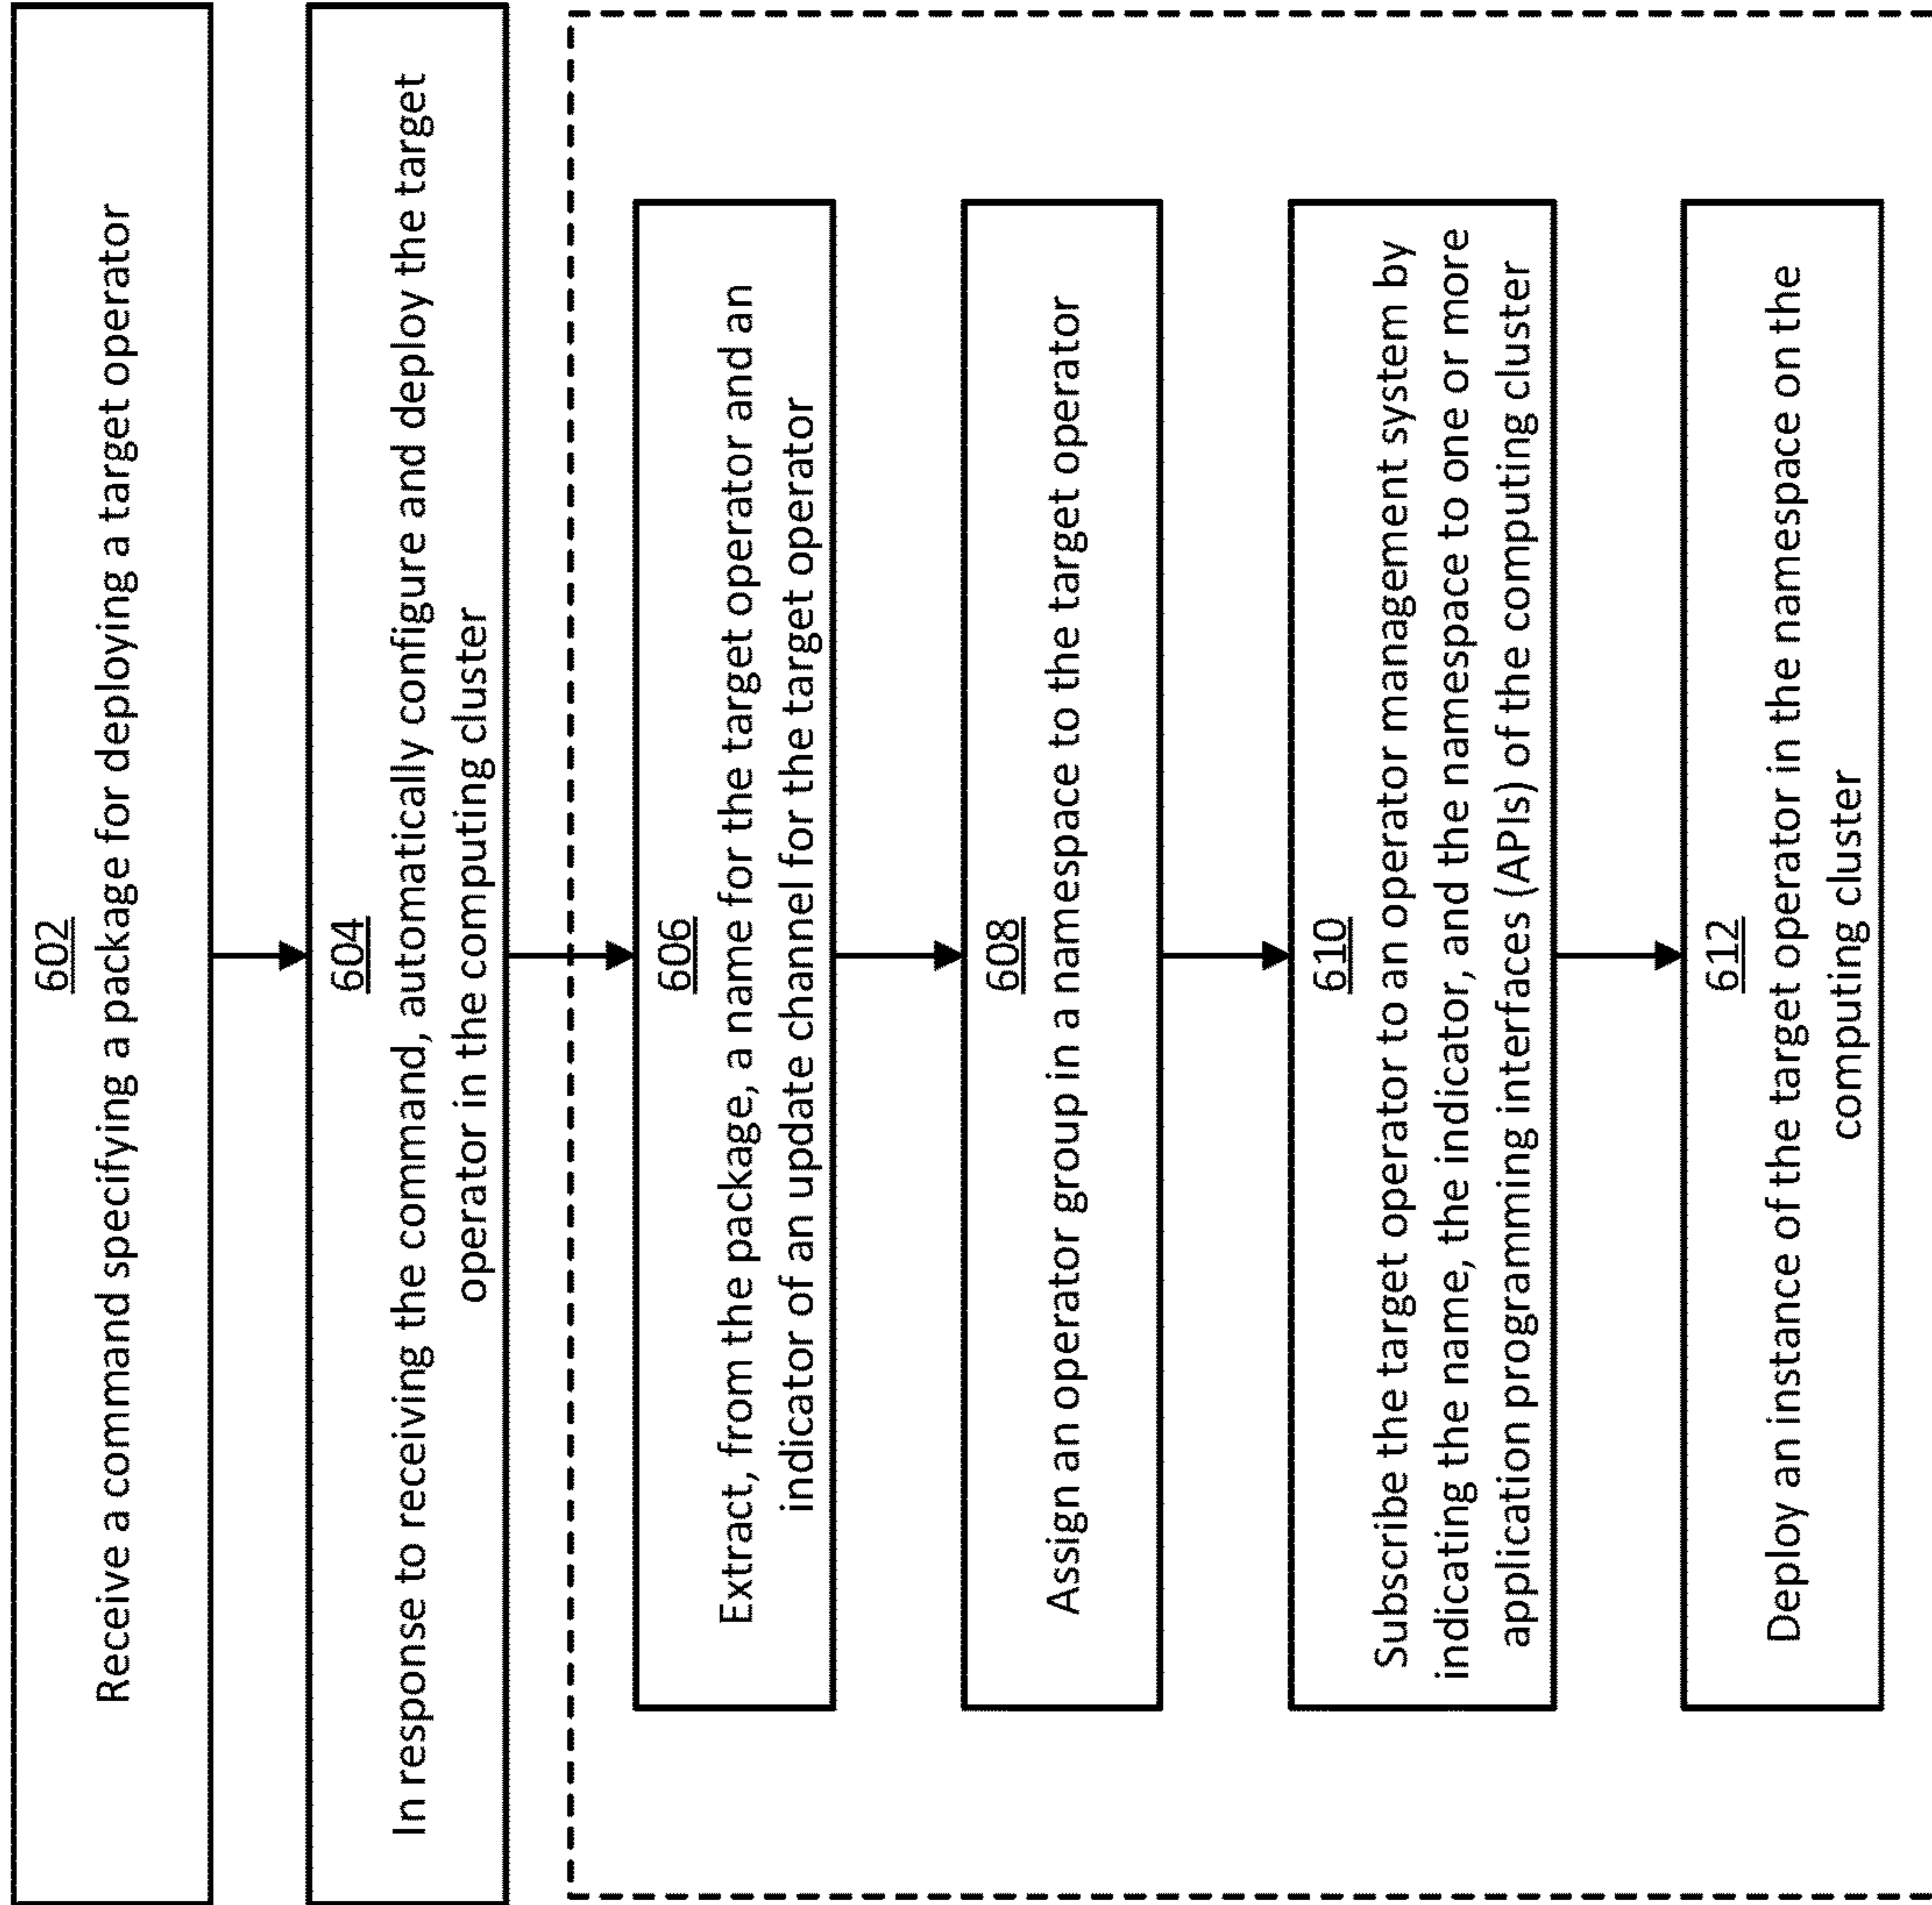 602
Receive a command specifying a package for deploying a target operator
604
In response to receiving the command, automatically configure and deploy the target
operator in the computing cluster
606
Extract, from the package, a name for the target operator and an
indicator of an update channel for the target operator
608
Assign an operator group in a namespace to the target operator
610
Subscribe the target operator to an operator management system by
indicating the name, the indicator, and the namespace to one or more
application programming interfaces (APIs) of the computing cluster
612
Deploy an instance of the target operator in the namespace on the
computing cluster